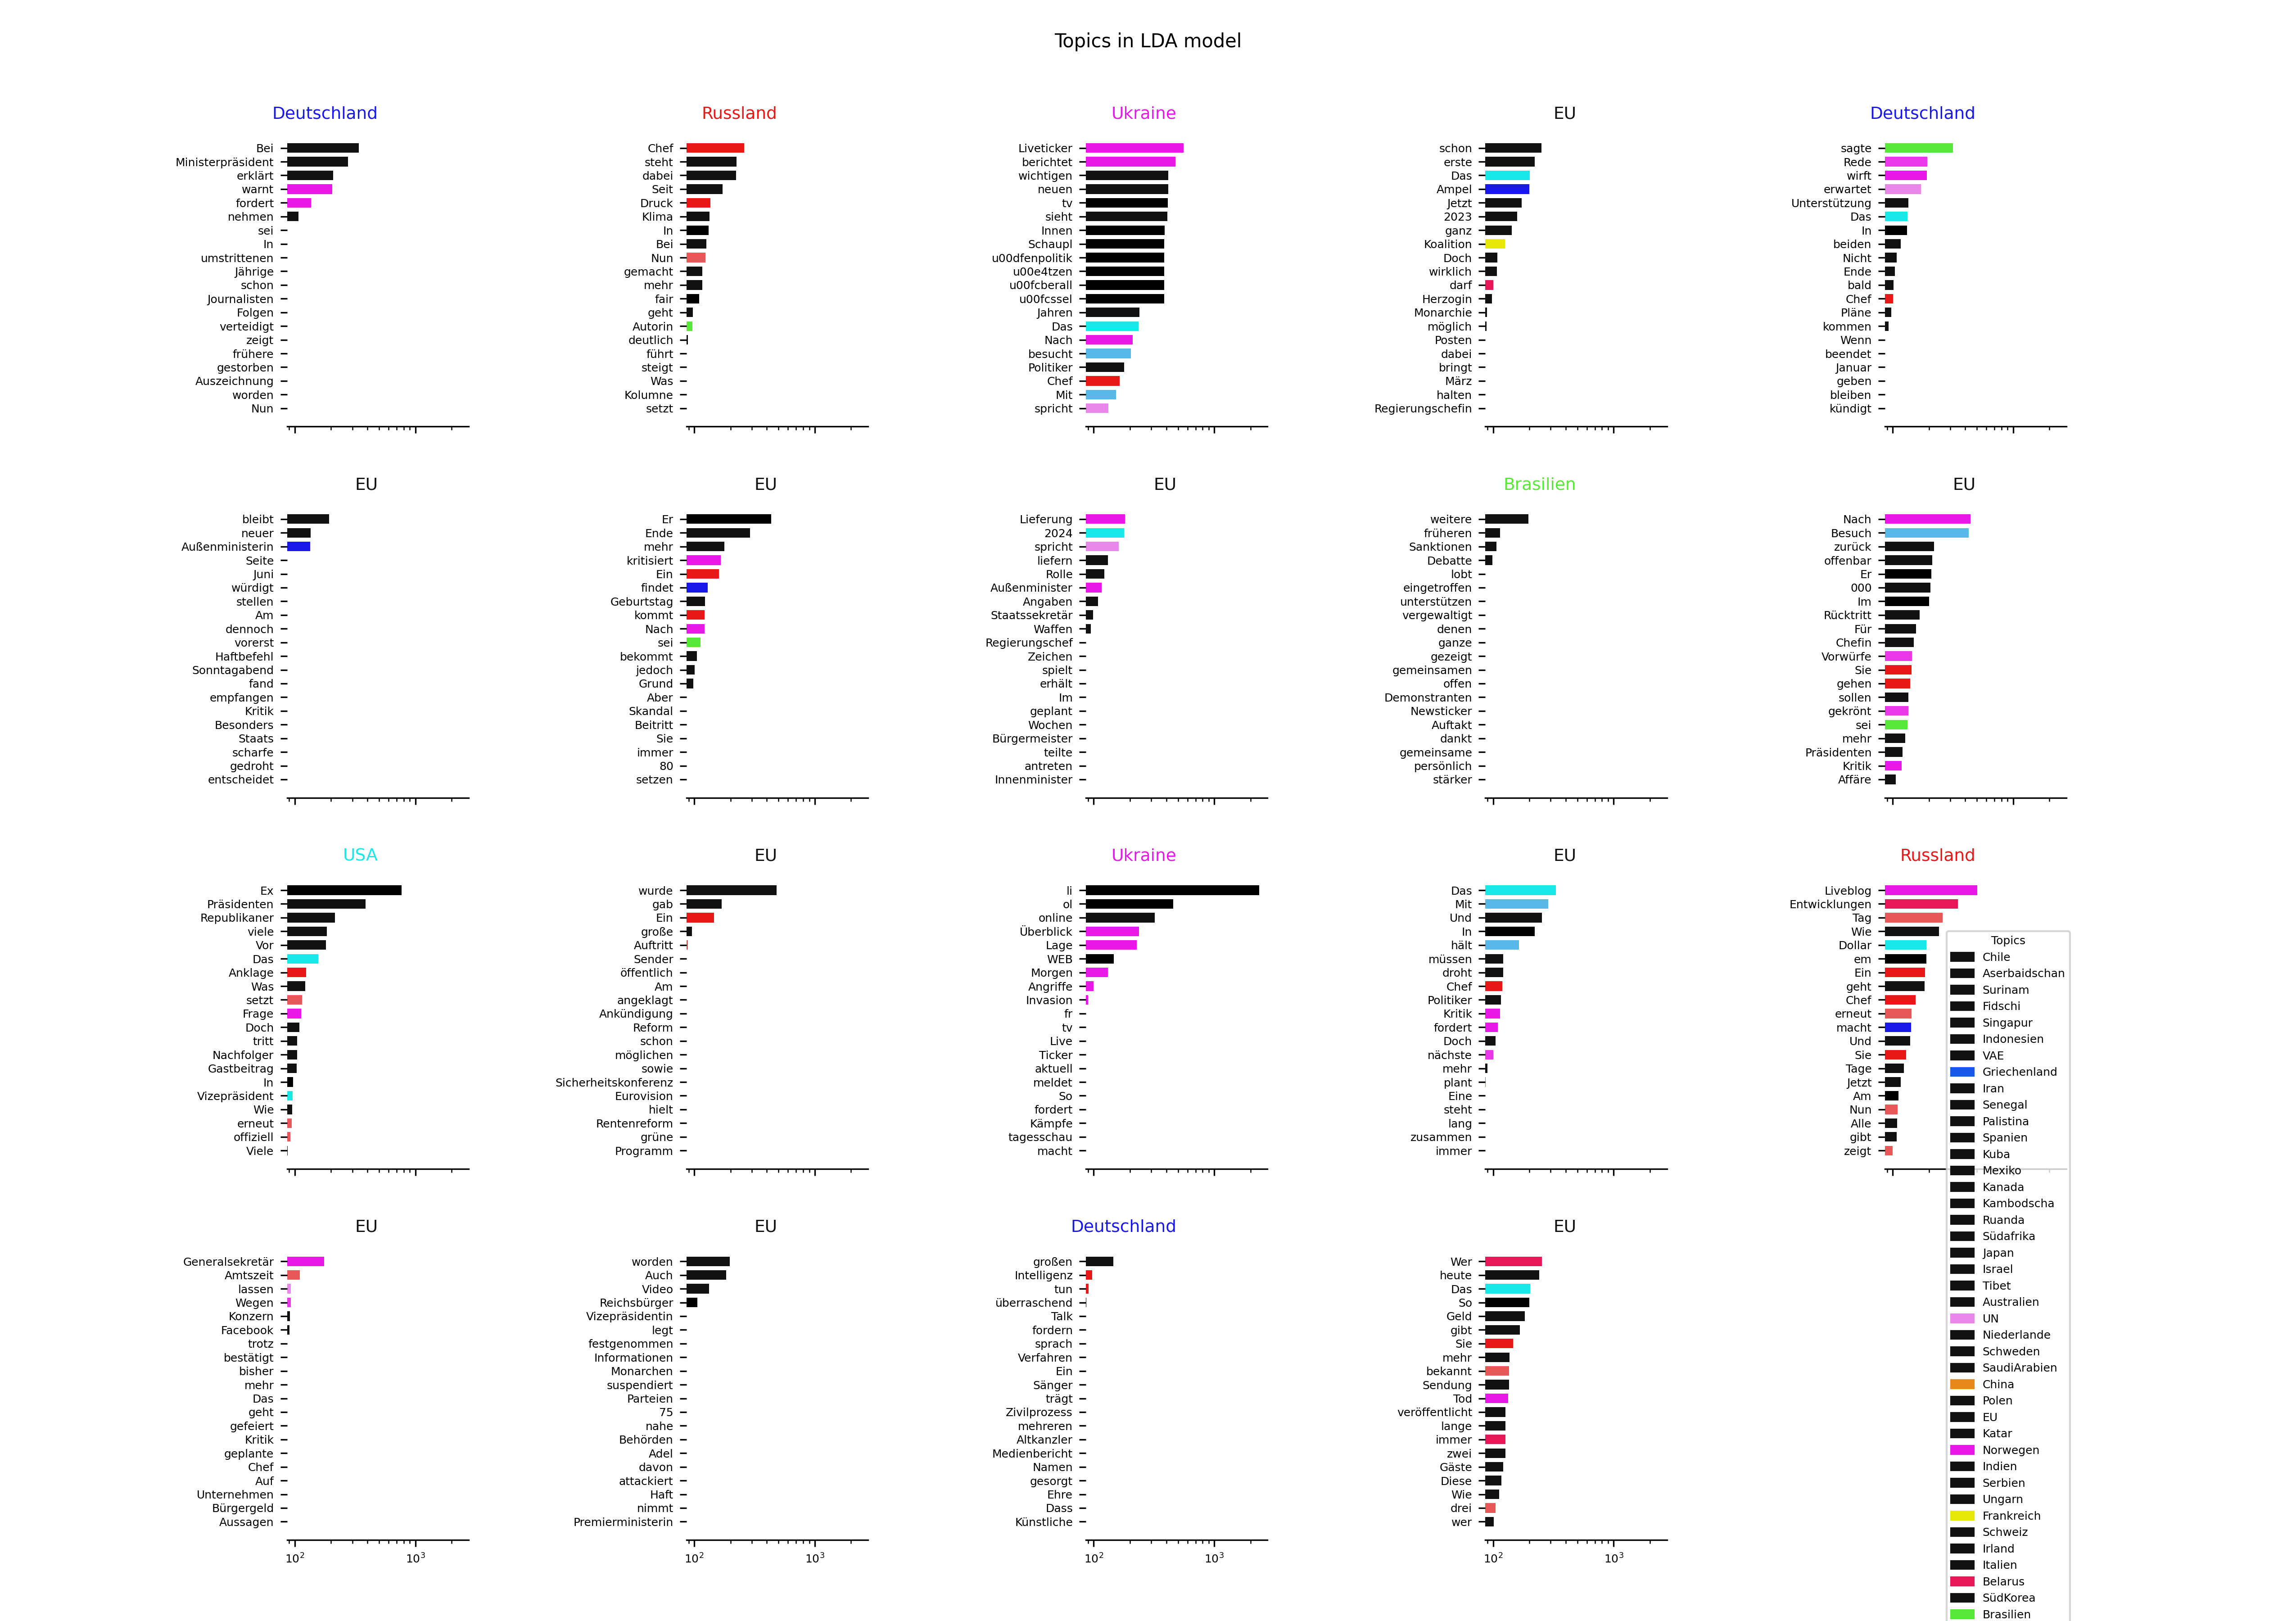 Topics in LDA model
Deutschland
Bei
Ministerpräsident
erklärt
warnt
fordert
nehmen
sei
In
umstrittenen
Jährige
schon
Journalisten
Folgen
verteidigt
zeigt
frühere
gestorben
Auszeichnung
worden
Nun
Russland
Chef
steht
dabei
Seit
Druck
Klima
In
Bei
Nun
gemacht
mehr
fair
geht
Autorin
deutlich
führt
steigt
Was
Kolumne
setzt
Ukraine
Liveticker
berichtet
wichtigen
neuen
tv
sieht
Innen
Schaupl
u00dfenpolitik
u00e4tzen
u00fcberall
u00fcssel
Jahren
Das
Nach
besucht
Politiker
Chef
Mit
spricht
EU
schon
erste
Das
Ampel
Jetzt
2023
ganz
Koalition
Doch
wirklich
darf
Herzogin
Monarchie
möglich
Posten
dabei
bringt
März
halten
Regierungschefin
Deutschland
sagte
Rede
wirft
erwartet
Unterstützung
Das
In
beiden
Nicht
Ende
bald
Chef
Pläne
kommen
Wenn
beendet
Januar
geben
bleiben
kündigt
EU
bleibt
neuer
Außenministerin
Seite
Juni
würdigt
stellen
Am
dennoch
vorerst
Haftbefehl
Sonntagabend
fand
empfangen
Kritik
Besonders
Staats
scharfe
gedroht
entscheidet
EU
Er
Ende
mehr
kritisiert
Ein
findet
Geburtstag
kommt
Nach
sei
bekommt
jedoch
Grund
Aber
Skandal
Beitritt
Sie
immer
80
setzen
EU
Lieferung
2024
spricht
liefern
Rolle
Außenminister
Angaben
Staatssekretär
Waffen
Regierungschef
Zeichen
spielt
erhält
Im
geplant
Wochen
Bürgermeister
teilte
antreten
Innenminister
Brasilien
weitere
früheren
Sanktionen
Debatte
lobt
eingetroffen
unterstützen
vergewaltigt
denen
ganze
gezeigt
gemeinsamen
offen
Demonstranten
Newsticker
Auftakt
dankt
gemeinsame
persönlich
stärker
EU
Nach
Besuch
zurück
offenbar
Er
000
Im
Rücktritt
Für
Chefin
Vorwürfe
Sie
gehen
sollen
gekrönt
sei
mehr
Präsidenten
Kritik
Affäre
USA
Ex
Präsidenten
Republikaner
viele
Vor
Das
Anklage
Was
setzt
Frage
Doch
tritt
Nachfolger
Gastbeitrag
In
Vizepräsident
Wie
erneut
offiziell
Viele
EU
wurde
gab
Ein
große
Auftritt
Sender
öffentlich
Am
angeklagt
Ankündigung
Reform
schon
möglichen
sowie
Sicherheitskonferenz
Eurovision
hielt
Rentenreform
grüne
Programm
Ukraine
li
ol
online
Überblick
Lage
WEB
Morgen
Angriffe
Invasion
fr
tv
Live
Ticker
aktuell
meldet
So
fordert
Kämpfe
tagesschau
macht
EU
Das
Mit
Und
In
hält
müssen
droht
Chef
Politiker
Kritik
fordert
Doch
nächste
mehr
plant
Eine
steht
lang
zusammen
immer
Russland
Liveblog
Entwicklungen
Tag
Wie
Dollar
em
Ein
geht
Chef
erneut
macht
Und
Sie
Tage
Jetzt
Am
Nun
Alle
gibt
zeigt
EU
Generalsekretär
Amtszeit
lassen
Wegen
Konzern
Facebook
trotz
bestätigt
bisher
mehr
Das
geht
gefeiert
Kritik
geplante
Chef
Auf
Unternehmen
Bürgergeld
Aussagen
10² 10³
EU
worden
Auch
Video
Reichsbürger
Vizepräsidentin
legt
festgenommen
Informationen
Monarchen
suspendiert
Parteien
75
nahe
Behörden
Adel
davon
attackiert
Haft
nimmt
Premierministerin
10² 10³
Deutschland
großen
Intelligenz
tun
überraschend
Talk
fordern
sprach
Verfahren
Ein
Sänger
trägt
Zivilprozess
mehreren
Altkanzler
Medienbericht
Namen
gesorgt
Ehre
Dass
Künstliche
10² 10³
EU
Wer
heute
Das
So
Geld
gibt
Sie
mehr
bekannt
Sendung
Tod
veröffentlicht
lange
immer
zwei
Gäste
Diese
Wie
drei
wer
10² 10³
Topics
Chile
Aserbaidschan
Surinam
Fidschi
Singapur
Indonesien
VAE
Griechenland
Iran
Senegal
Palistina
Spanien
Kuba
Mexiko
Kanada
Kambodscha
Ruanda
Südafrika
Japan
Israel
Tibet
Australien
UN
Niederlande
Schweden
SaudiArabien
China
Polen
EU
Katar
Norwegen
Indien
Serbien
Ungarn
Frankreich
Schweiz
Irland
Italien
Belarus
SüdKorea
Brasilien